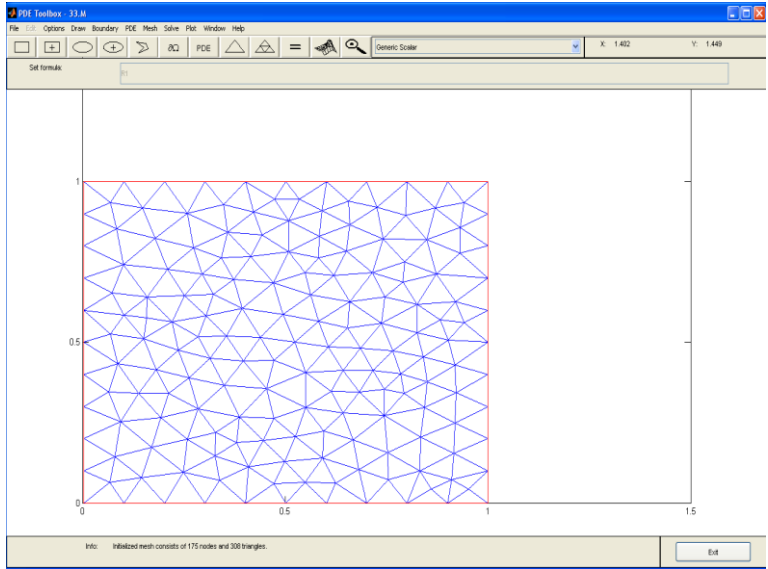 PDE Toolbox - 33.M
File Edit Options Draw Boundary PDE Mesh Solve Plot Window Help
∂Ω PDE = Generic Scalar X: 1.402 Y: 1.449
Set formula:
1
0.5
0
0 0.5 1 1.5
Info: Initialized mesh consists of 175 nodes and 308 triangles. Exit